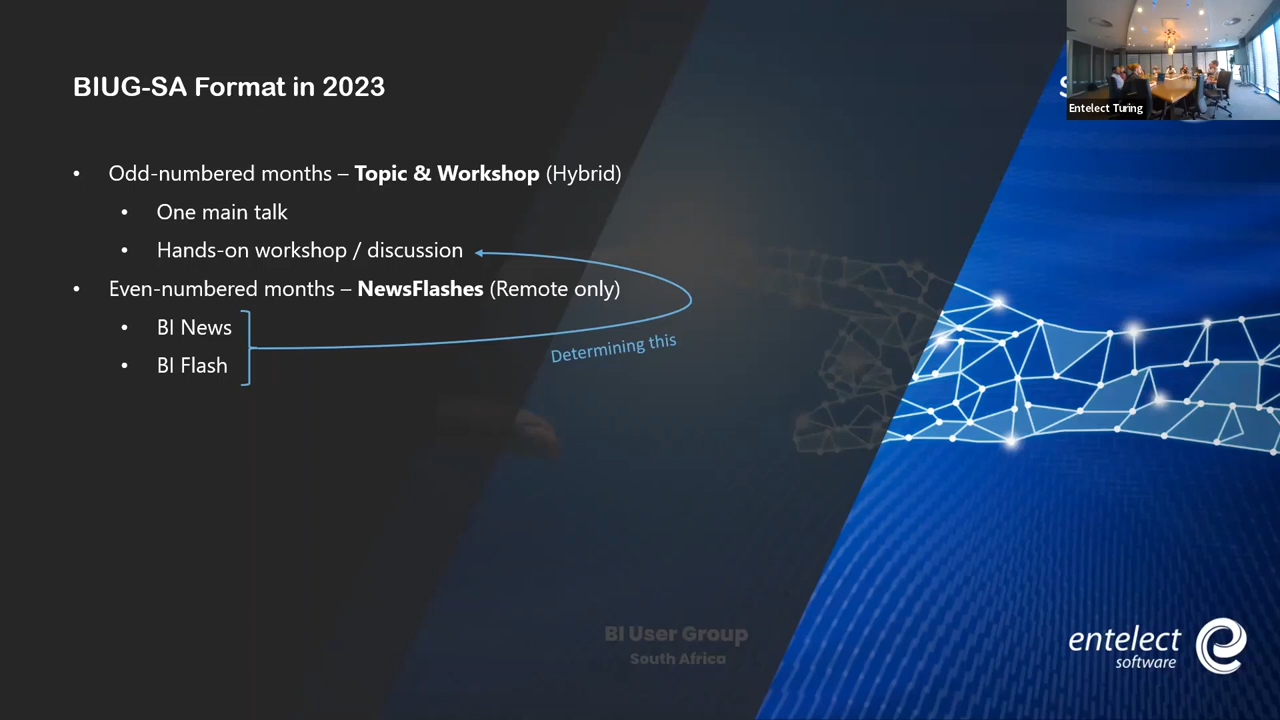 BIUG-SA Format in 2023
Entelect Turing
• Odd-numbered months – Topic & Workshop (Hybrid)
• One main talk
• Hands-on workshop / discussion
• Even-numbered months – NewsFlashes (Remote only)
• BI News
• BI Flash
Determining this
BI User Group
South Africa
entelect
software